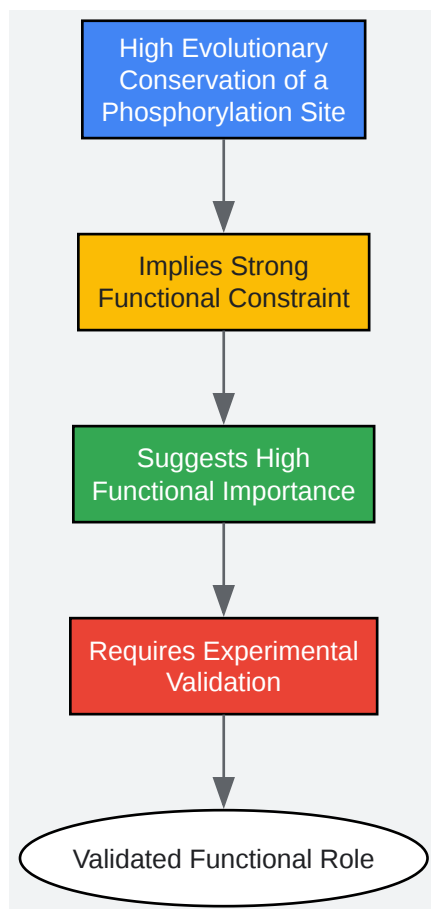 High Evolutionary
Conservation of a
Phosphorylation Site
Implies Strong
Functional Constraint
Suggests High
Functional Importance
Requires Experimental
Validation
Validated Functional Role